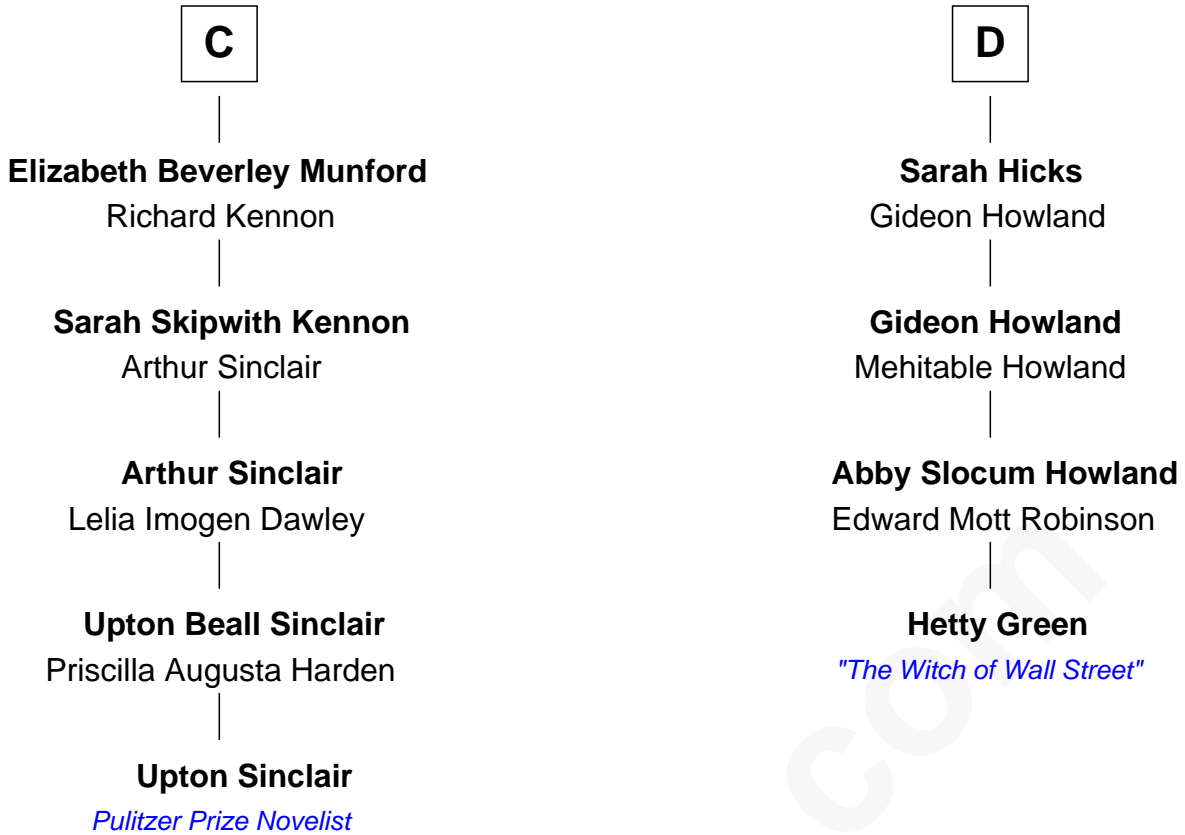 C
Elizabeth Beverley Munford
Richard Kennon
Sarah Skipwith Kennon
Arthur Sinclair
Arthur Sinclair
Lelia Imogen Dawley
Upton Beall Sinclair
Priscilla Augusta Harden
Upton Sinclair
Pulitzer Prize Novelist
D
Sarah Hicks
Gideon Howland
Gideon Howland
Mehitable Howland
Abby Slocum Howland
Edward Mott Robinson
Hetty Green
"The Witch of Wall Street"
com